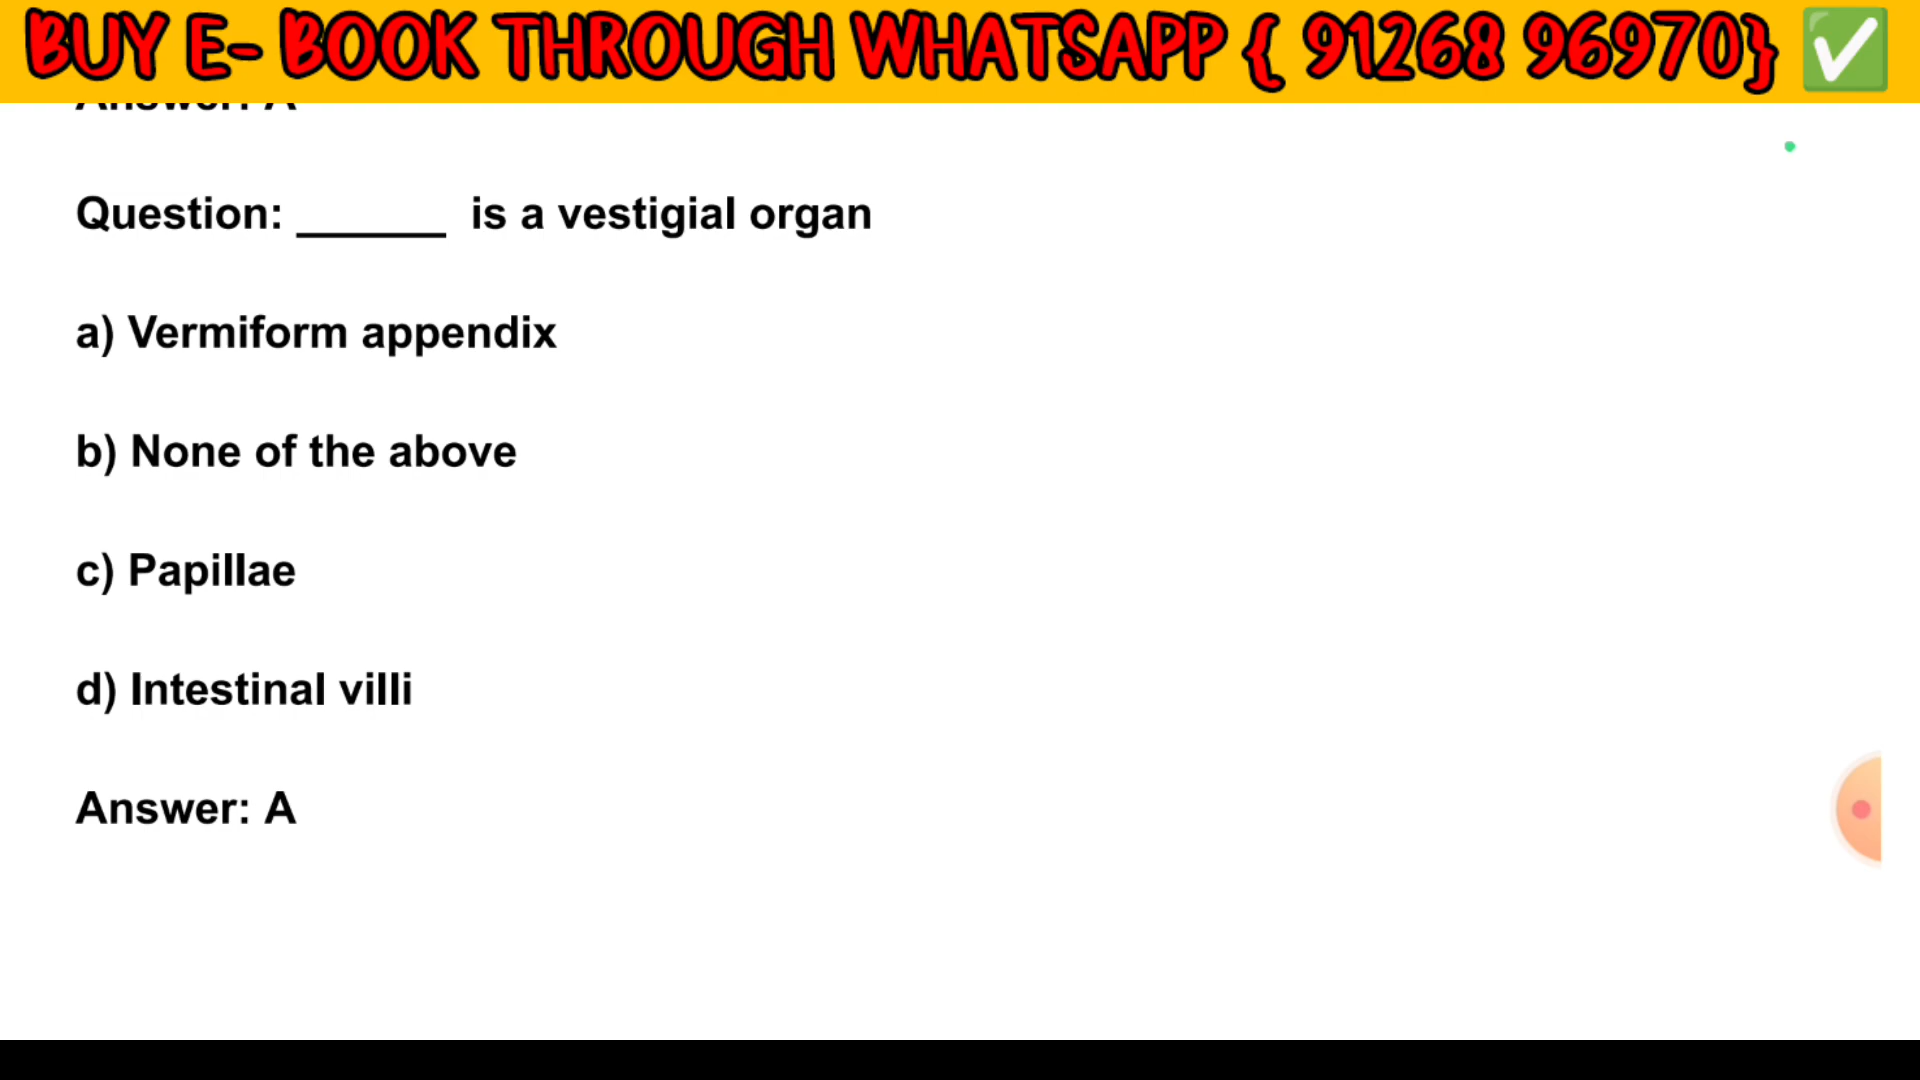 BUY E- BOOK THROUGH WHATSAPP { 91268 96970} ✅
Answer: A
Question: ______ is a vestigial organ
a) Vermiform appendix
b) None of the above
c) Papillae
d) Intestinal villi
Answer: A